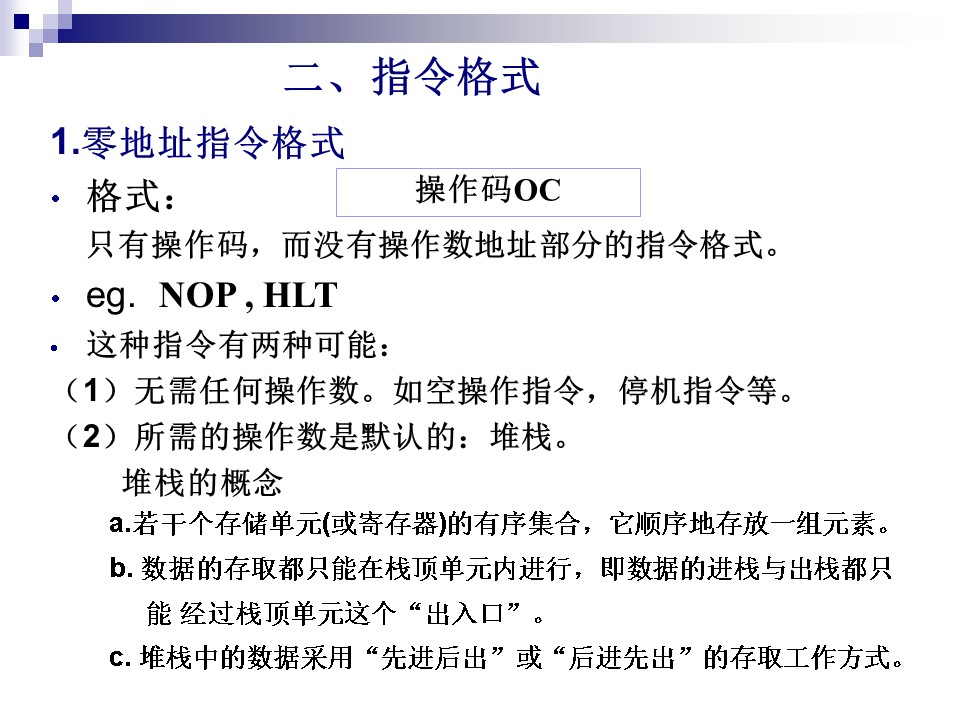 二、指令格式
1.零地址指令格式
• 格式： 操作码OC
只有操作码，而没有操作数地址部分的指令格式。
• eg. NOP , HLT
• 这种指令有两种可能：
（1）无需任何操作数。如空操作指令，停机指令等。
（2）所需的操作数是默认的：堆栈。
堆栈的概念
a.若干个存储单元(或寄存器)的有序集合，它顺序地存放一组元素。
b. 数据的存取都只能在栈顶单元内进行，即数据的进栈与出栈都只
能 经过栈顶单元这个“出入口”。
c. 堆栈中的数据采用“先进后出”或“后进先出”的存取工作方式。